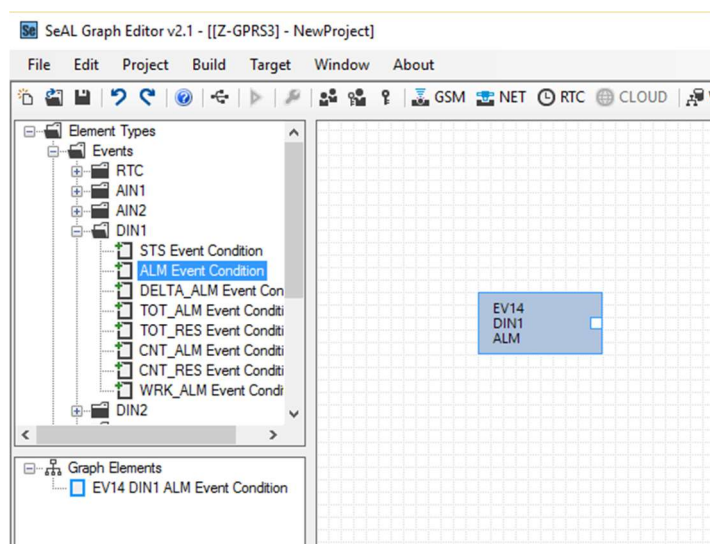 Se SeAL Graph Editor v2.1 - [[Z-GPRS3] - NewProject]
File Edit Project Build Target Window About
GSM NET RTC CLOUD
Element Types
Events
RTC
AIN1
AIN2
DIN1
STS Event Condition
ALM Event Condition
DELTA_ALM Event Con
TOT_ALM Event Conditi
TOT_RES Event Conditi
CNT_ALM Event Conditi
CNT_RES Event Conditi
WRK_ALM Event Condi
DIN2
Graph Elements
EV14 DIN1 ALM Event Condition
EV14
DIN1
ALM